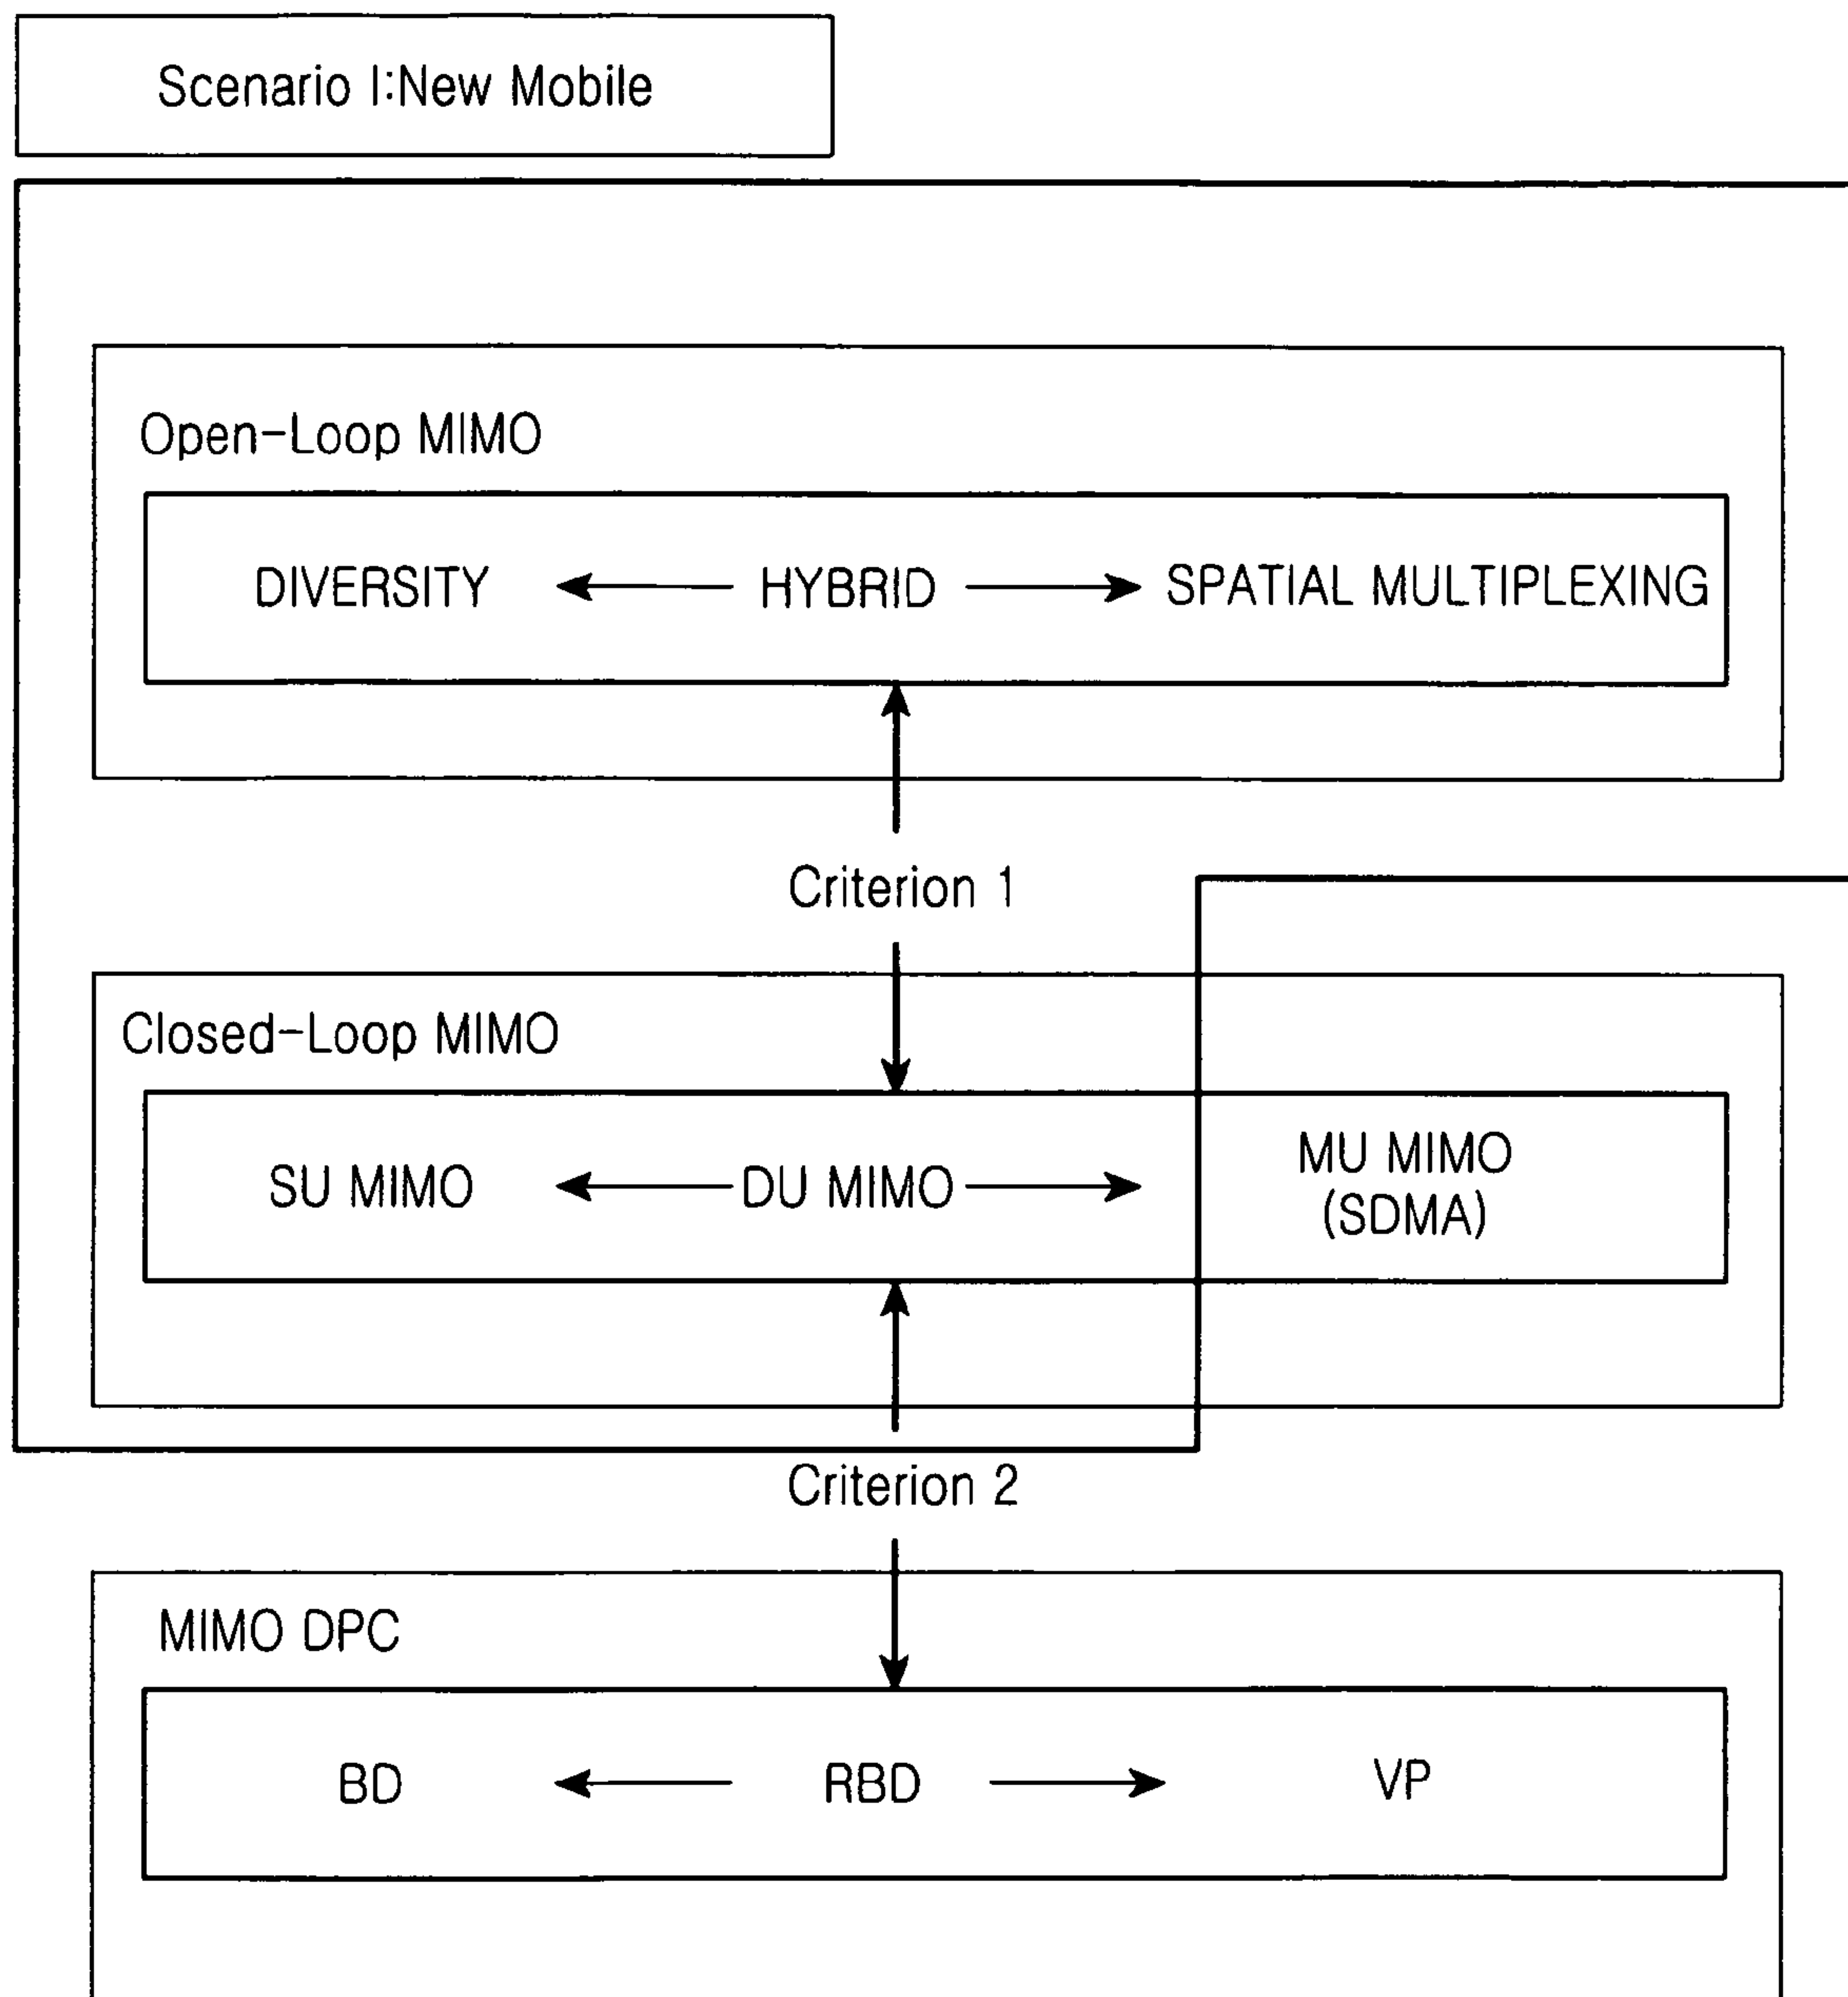 Scenario I:New Mobile
Open-Loop MIMO
DIVERSITY HYBRID SPATIAL MULTIPLEXING
Criterion 1
Closed-Loop MIMO
SU MIMO DU MIMO MU MIMO
(SDMA)
Criterion 2
MIMO DPC
BD RBD VP